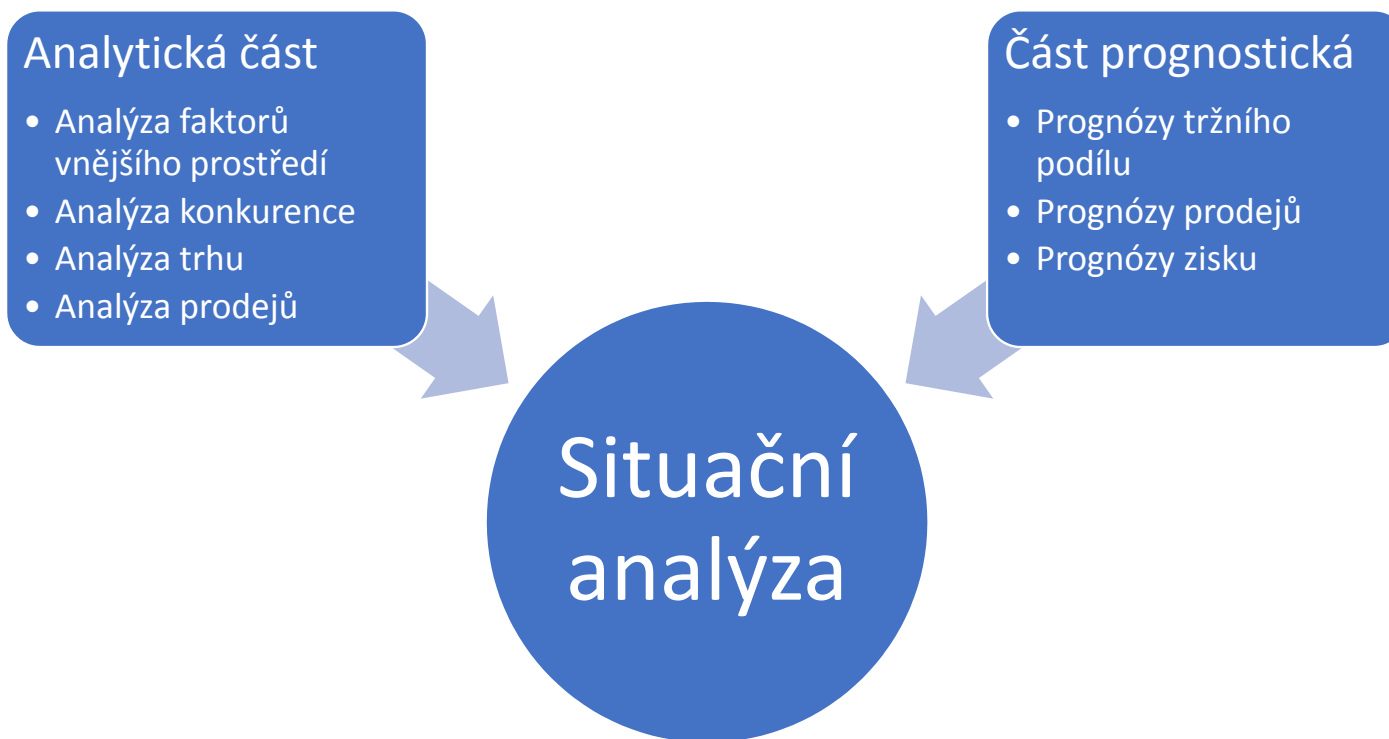 Analytická část
• Analýza faktorů
vnějšího prostředí
• Analýza konkurence
• Analýza trhu
• Analýza prodejů
Část prognostická
• Prognózy tržního
podílu
• Prognózy prodejů
• Prognózy zisku
Situační
analýza